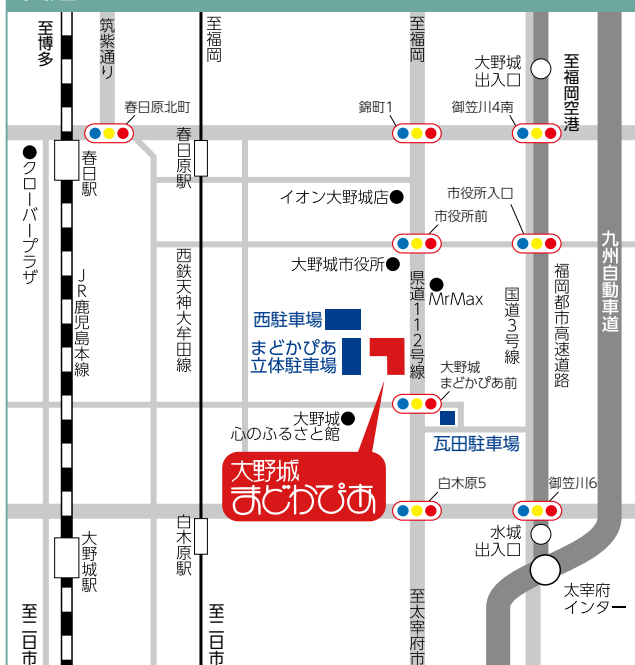 至博多
筑紫通り
至福岡
至福岡
大野城
出入口
至福岡空港
春日原北町
錦町1
御笠川4南
春日駅
春日原駅
クローバープラザ
イオン大野城店
市役所入口
市役所前
九州自動車道
西鉄天神大牟田線
大野城市役所
JR鹿児島本線
県道112号線
MrMax
国道3号線
福岡都市高速道路
西駐車場
まどかぴあ
立体駐車場
大野城
まどかぴあ前
大野城
心のふるさと館
瓦田駐車場
大野城
まどかぴあ
白木原5
御笠川6
大野城駅
白木原駅
水城
出入口
太宰府
インター
至二日市
至二日市
至太宰府市